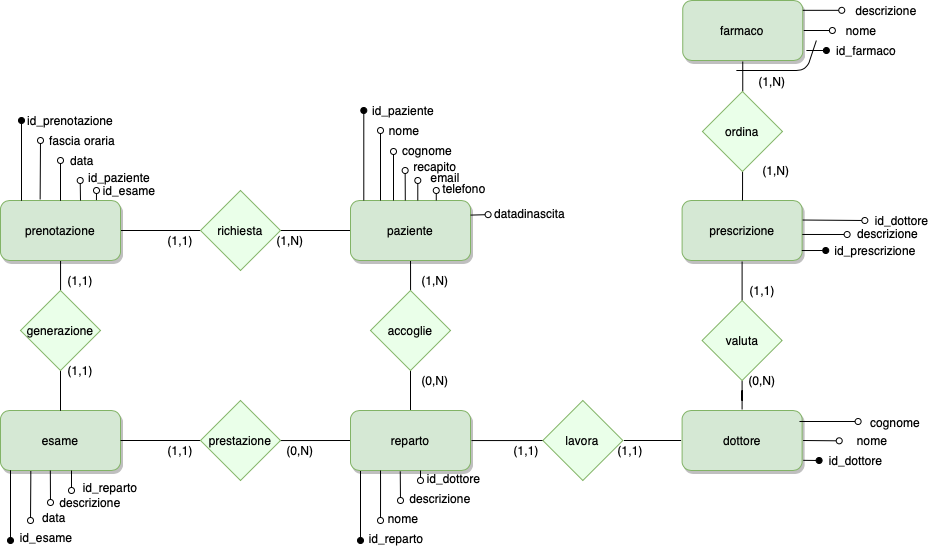 descrizione
farmaco
nome
id_farmaco
(1,N)
id_paziente
id_prenotazione
nome
ordina
fascia oraria
cognome
data
recapito
(1,N)
id_paziente
email
id_esame
telefono
datadinascita
id_dottore
prenotazione
richiesta
paziente
prescrizione
descrizione
(1,1)
(1,N)
id_prescrizione
(1,1)
(1,N)
(1,1)
generazione
accoglie
valuta
(1,1)
(0,N)
(0,N)
cognome
esame
prestazione
reparto
lavora
dottore
nome
(1,1)
(0,N)
(1,1)
(1,1)
id_dottore
id_dottore
id_reparto
descrizione
descrizione
data
nome
id_esame
id_reparto